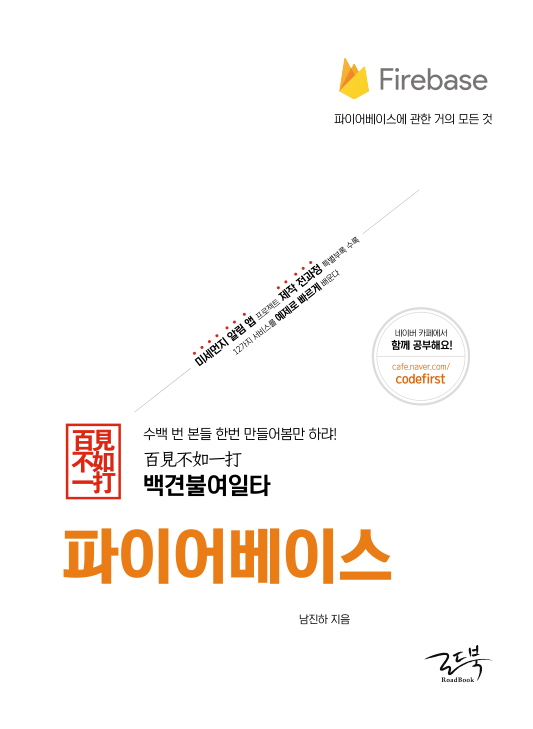 Firebase
파이어베이스에 관한 거의 모든 것
미세먼지 알림 앱 프로젝트 제작 전과정 특별부록 수록
12가지 서비스를 예제로 빠르게 배운다
네이버 카페에서
함께 공부해요!
cafe.naver.com/
codefirst
百見
不如
一打
수백 번 본들 한번 만들어봄만 하랴!
百見不如一打
백견불여일타
파이어베이스
남진하 지음
로드북
RoadBook